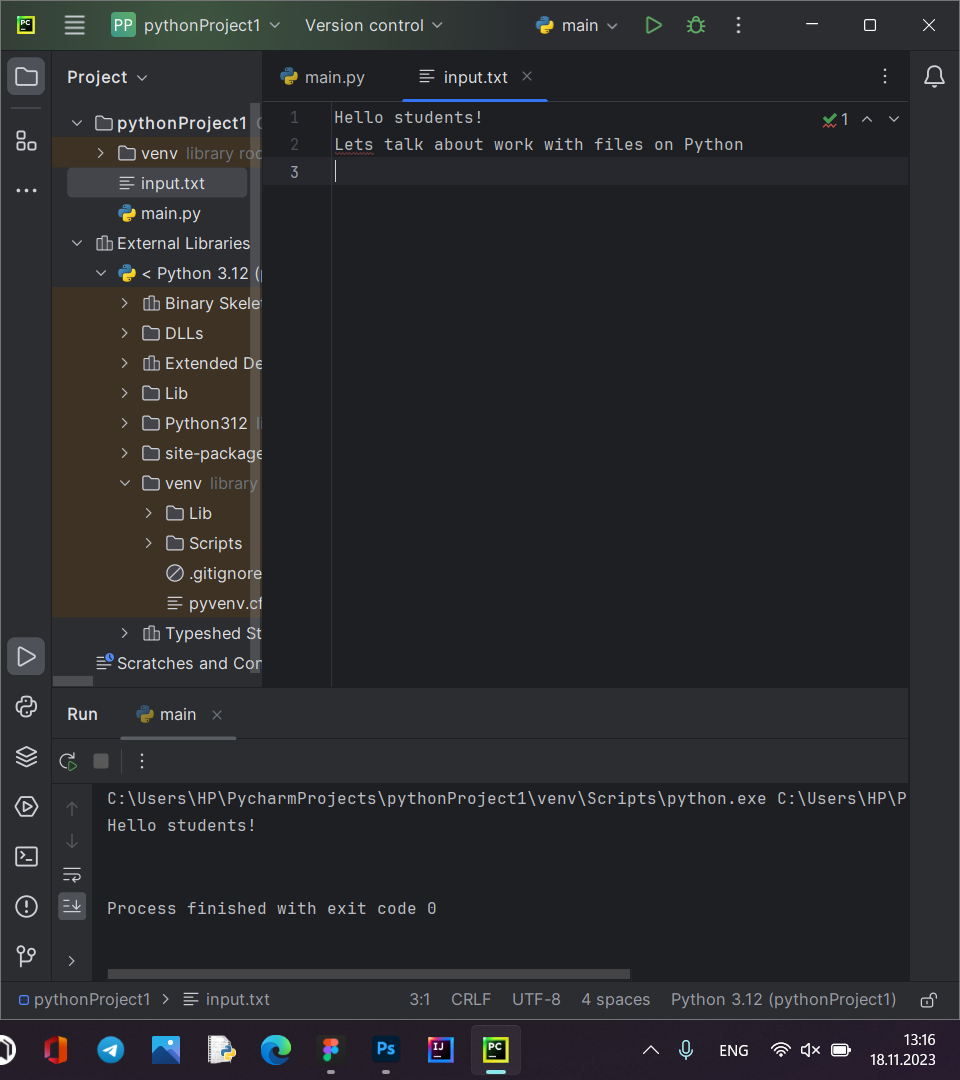 PC
PP pythonProject1 Version control main
Project
main.py
input.txt
pythonProject1
venv library roo
input.txt
main.py
External Libraries
< Python 3.12 (
Binary Skele
DLLs
Extended De
Lib
Python312
site-package
venv library
Lib
Scripts
.gitignore
pyvenv.cf
Typeshed St
Scratches and Con
1 Hello students!
2 Lets talk about work with files on Python
3
1
Run main
C:\Users\HP\PycharmProjects\pythonProject1\venv\Scripts\python.exe C:\Users\HP\P
Hello students!
Process finished with exit code 0
pythonProject1 > input.txt 3:1 CRLF UTF-8 4 spaces Python 3.12 (pythonProject1)
Ps IJ PC ENG 13:16
18.11.2023